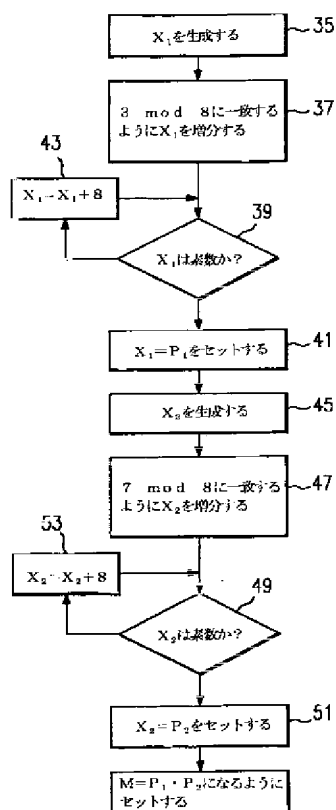 X₁を生成する
35
3 mod 8に一致する
ようにX₁を増分する
37
43
X₁−X₁+8
39
X₁は素数か?
X₁=P₁をセットする
41
X₂を生成する
45
7 mod 8に一致する
ようにX₂を増分する
47
53
X₂−X₂+8
49
X₂は素数か?
X₂=P₂をセットする
51
M=P₁・P₂になるように
セットする